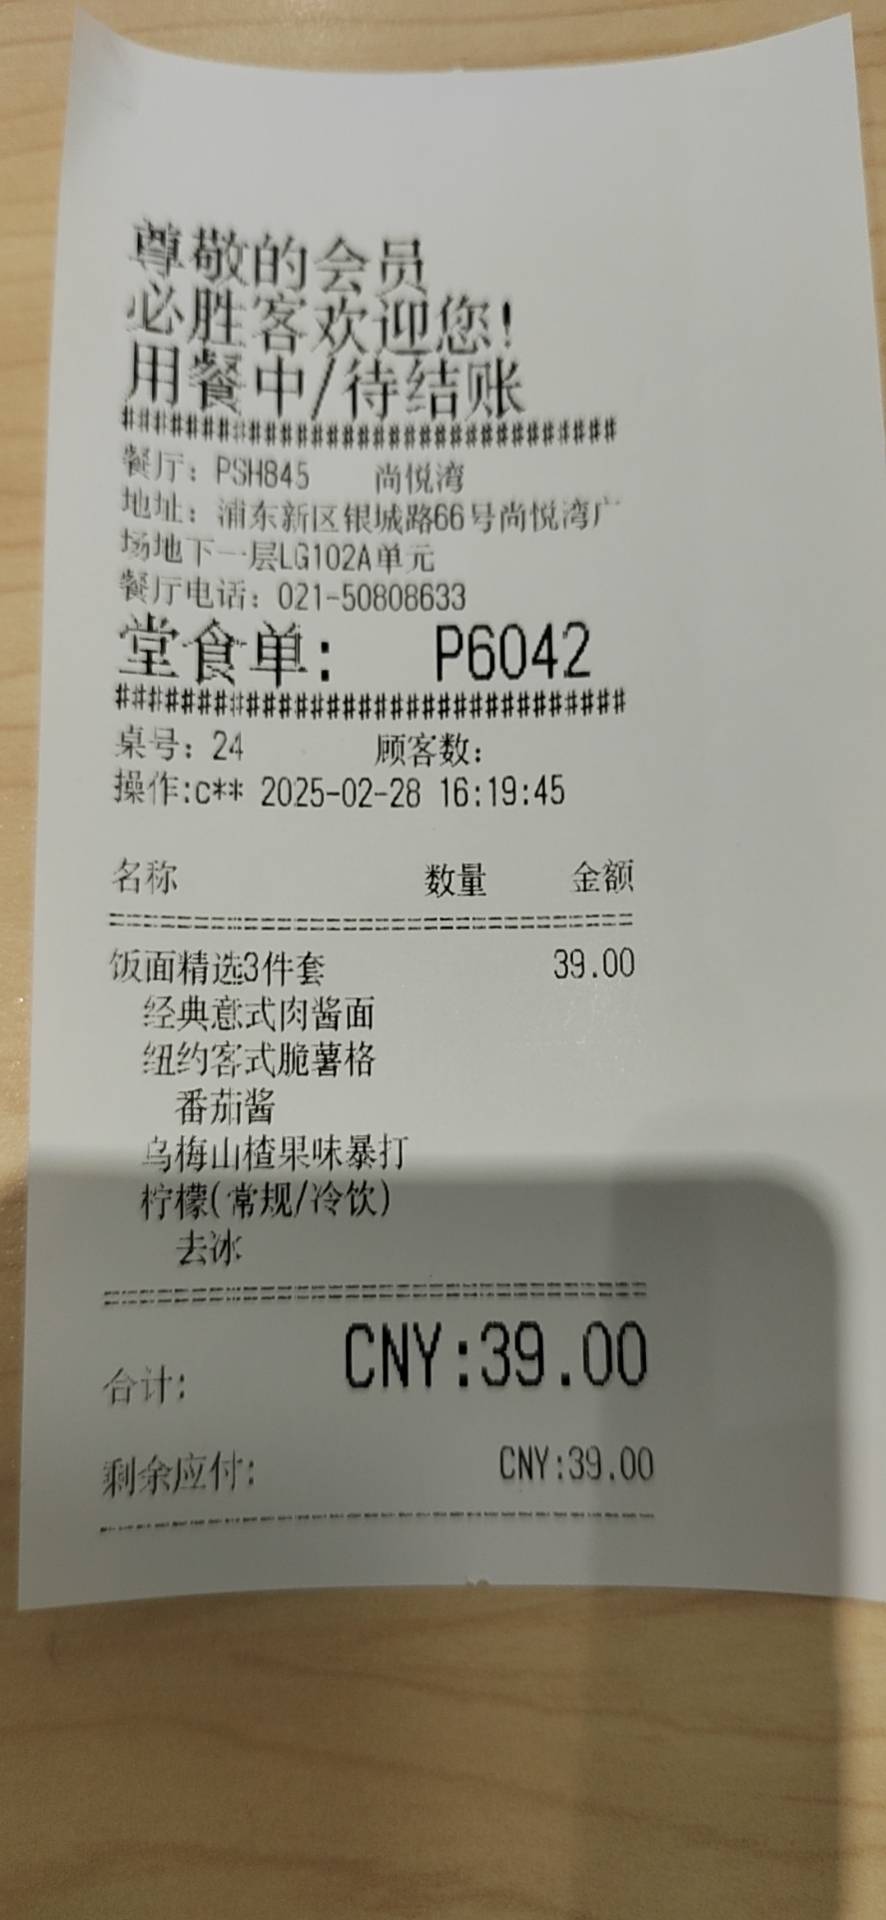 尊敬的会员
必胜客欢迎您!
用餐中/待结账
###############################
餐厅: PSH845 尚悦湾
地址: 浦东新区银城路66号尚悦湾广
场地下一层LG102A单元
餐厅电话: 021-50808633
堂食单: P6042
###############################
桌号: 24 顾客数:
操作:c** 2025-02-28 16:19:45
名称 数量 金额
饭面精选3件套 39.00
经典意式肉酱面
纽约客式脆薯格
番茄酱
乌梅山楂果味暴打
柠檬(常规/冷饮)
去冰
合计: CNY:39.00
剩余应付: CNY:39.00